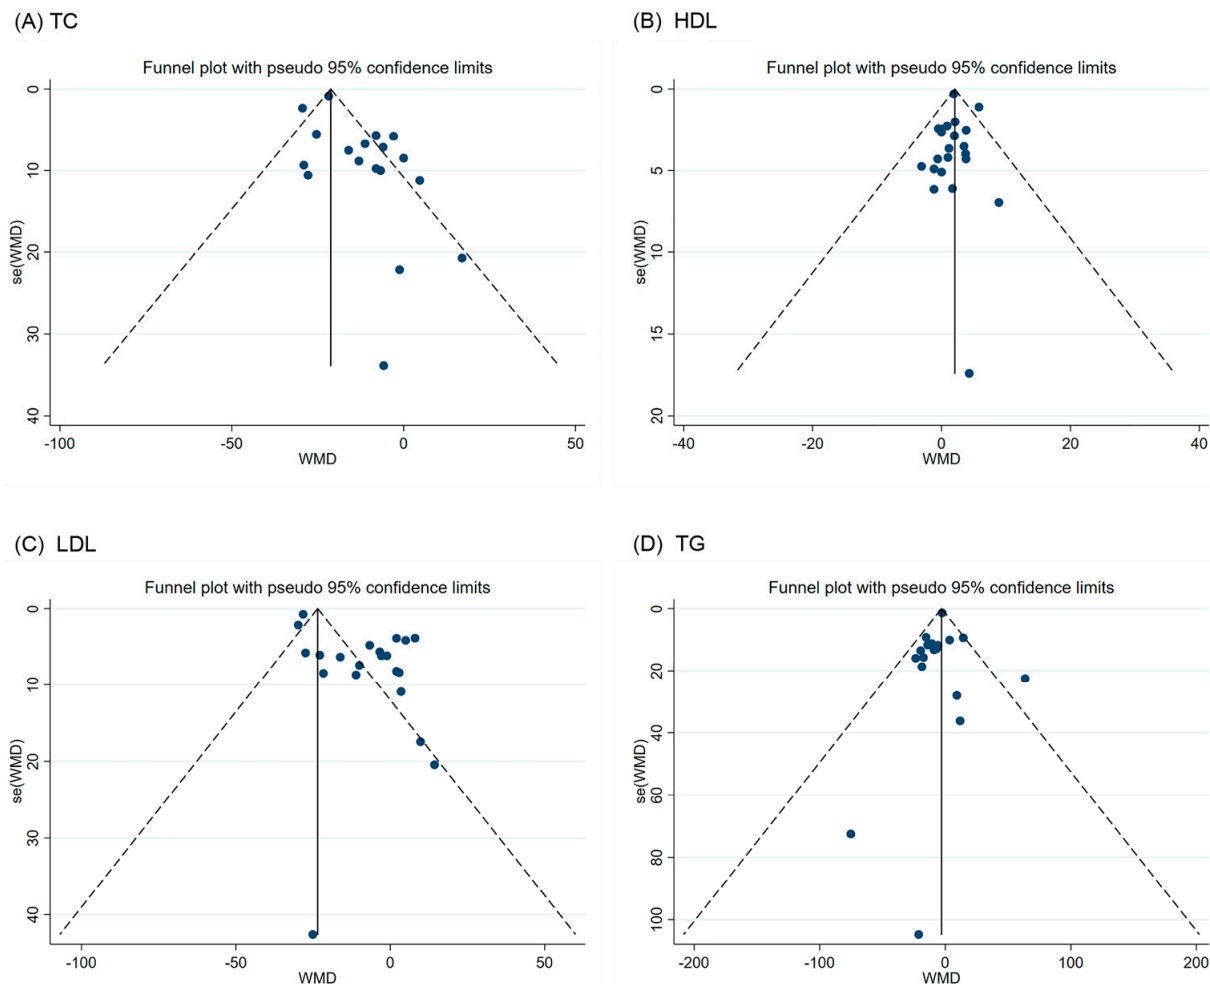 (A) TC
Funnel plot with pseudo 95% confidence limits
se(WMD)
0
10
20
30
40
-100
-50
0
50
WMD
(B) HDL
Funnel plot with pseudo 95% confidence limits
se(WMD)
0
5
10
15
20
-40
-20
0
20
40
WMD
(C) LDL
Funnel plot with pseudo 95% confidence limits
se(WMD)
0
10
20
30
40
-100
-50
0
50
WMD
(D) TG
Funnel plot with pseudo 95% confidence limits
se(WMD)
0
20
40
60
80
100
-200
-100
0
100
200
WMD